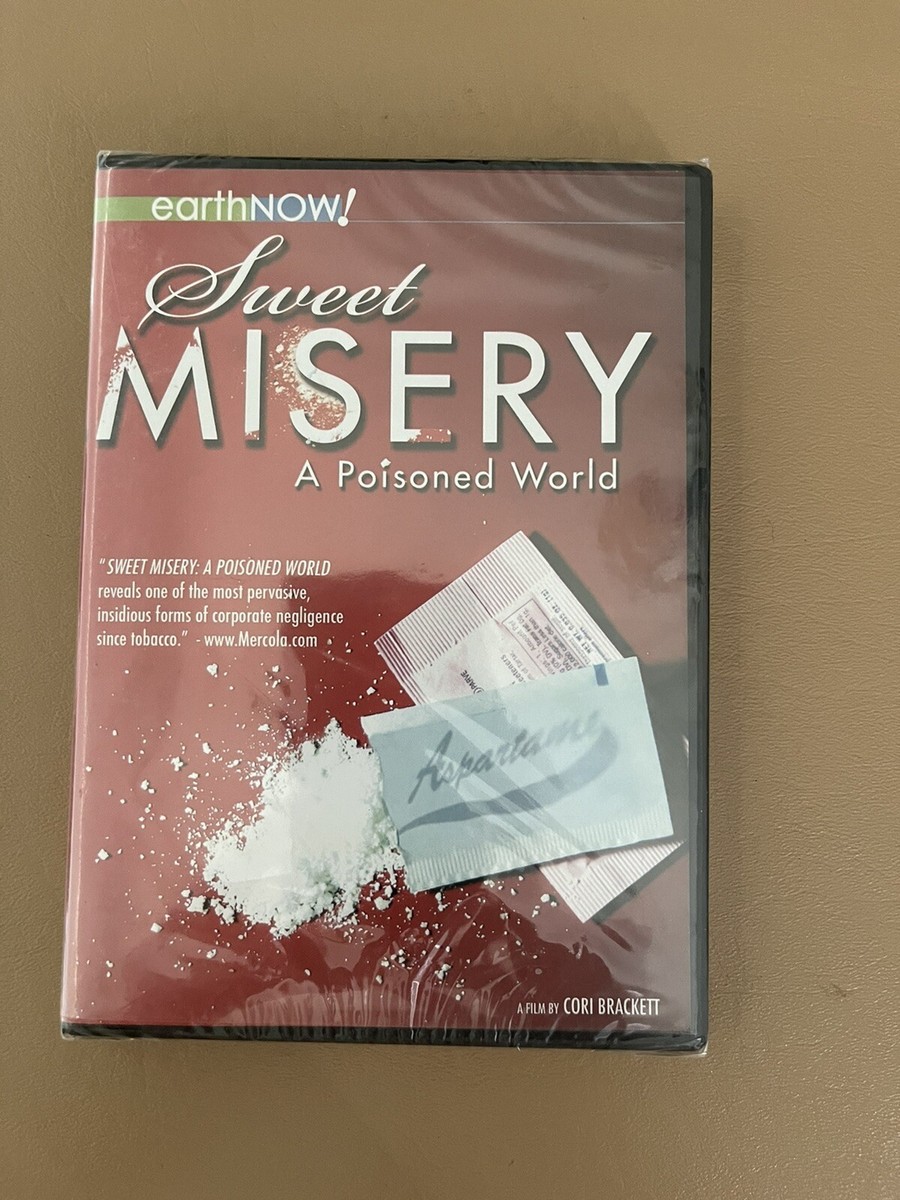 earthNOW!
Sweet
MISERY
A Poisoned World
"SWEET MISERY: A POISONED WORLD
reveals one of the most pervasive,
insidious forms of corporate negligence
since tobacco." - www.Mercola.com
PARVE
Aspartame
A FILM BY CORI BRACKETT